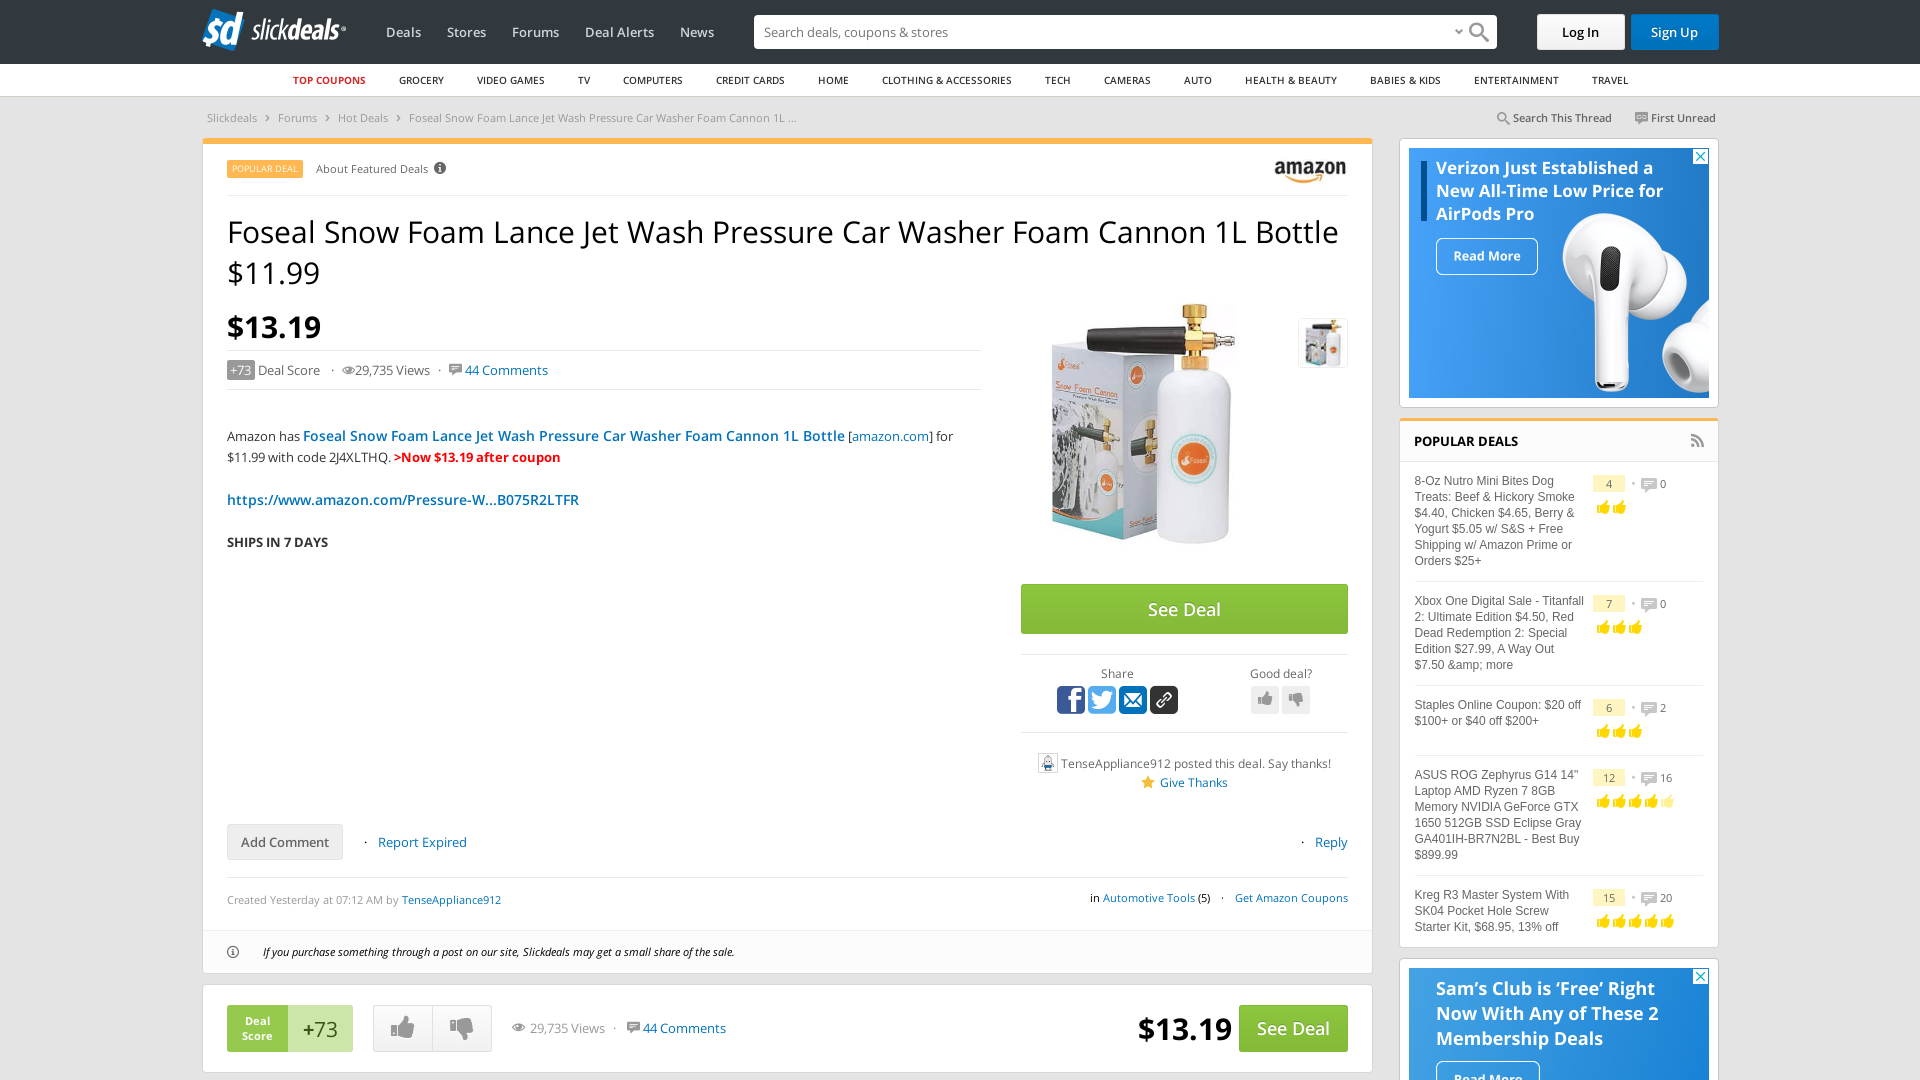 sd slickdeals
Deals
Stores
Forums
Deal Alerts
News
Search deals, coupons & stores
Log In
Sign Up
TOP COUPONS
GROCERY
VIDEO GAMES
TV
COMPUTERS
CREDIT CARDS
HOME
CLOTHING & ACCESSORIES
TECH
CAMERAS
AUTO
HEALTH & BEAUTY
BABIES & KIDS
ENTERTAINMENT
TRAVEL
Slickdeals > Forums > Hot Deals > Foseal Snow Foam Lance Jet Wash Pressure Car Washer Foam Cannon 1L ...
Search This Thread
First Unread
POPULAR DEAL
About Featured Deals
amazon
Foseal Snow Foam Lance Jet Wash Pressure Car Washer Foam Cannon 1L Bottle
$11.99
$13.19
+73 Deal Score · 29,735 Views · 44 Comments
Amazon has Foseal Snow Foam Lance Jet Wash Pressure Car Washer Foam Cannon 1L Bottle [amazon.com] for
$11.99 with code 2J4XLTHQ. >Now $13.19 after coupon
https://www.amazon.com/Pressure-W...B075R2LTFR
SHIPS IN 7 DAYS
Foseal
Snow Foam Cannon
Foseal
See Deal
Share
Good deal?
TenseAppliance912 posted this deal. Say thanks!
Give Thanks
Add Comment
· Report Expired
· Reply
Created Yesterday at 07:12 AM by TenseAppliance912
in Automotive Tools (5) · Get Amazon Coupons
If you purchase something through a post on our site, Slickdeals may get a small share of the sale.
Deal
Score
+73
29,735 Views · 44 Comments
$13.19
See Deal
Verizon Just Established a
New All-Time Low Price for
AirPods Pro
Read More
POPULAR DEALS
8-Oz Nutro Mini Bites Dog
Treats: Beef & Hickory Smoke
$4.40, Chicken $4.65, Berry &
Yogurt $5.05 w/ S&S + Free
Shipping w/ Amazon Prime or
Orders $25+
4 · 0
Xbox One Digital Sale - Titanfall
2: Ultimate Edition $4.50, Red
Dead Redemption 2: Special
Edition $27.99, A Way Out
$7.50 &amp; more
7 · 0
Staples Online Coupon: $20 off
$100+ or $40 off $200+
6 · 2
ASUS ROG Zephyrus G14 14"
Laptop AMD Ryzen 7 8GB
Memory NVIDIA GeForce GTX
1650 512GB SSD Eclipse Gray
GA401IH-BR7N2BL - Best Buy
$899.99
12 · 16
Kreg R3 Master System With
SK04 Pocket Hole Screw
Starter Kit, $68.95, 13% off
15 · 20
Sam's Club is 'Free' Right
Now With Any of These 2
Membership Deals
Read More